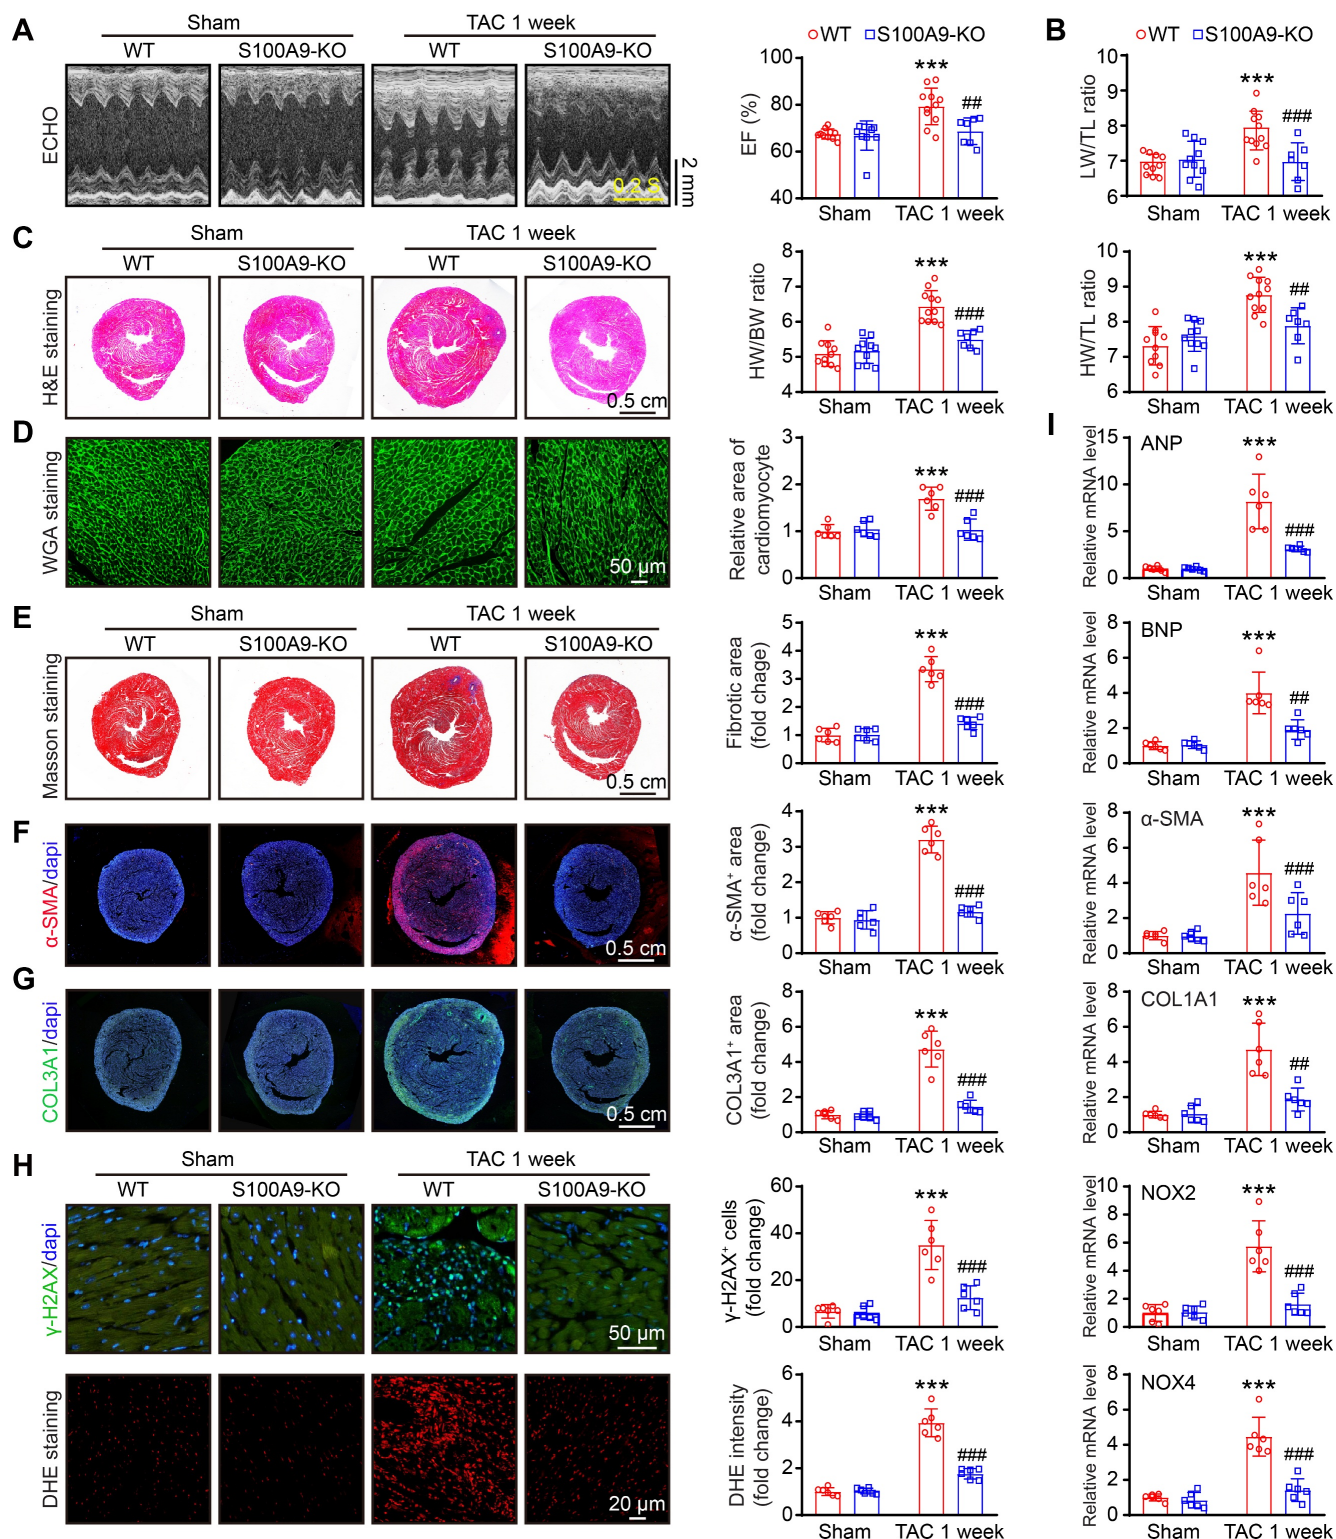 A
Sham
TAC 1 week
WT
S100A9-KO
WT
S100A9-KO
ECHO
0.2 S
2 mm
WT
S100A9-KO
EF (%)
100
80
60
40
***
##
Sham
TAC 1 week
B
WT
S100A9-KO
LW/TL ratio
10
9
8
7
6
***
###
Sham
TAC 1 week
C
Sham
TAC 1 week
WT
S100A9-KO
WT
S100A9-KO
H&E staining
0.5 cm
HW/BW ratio
8
7
6
5
4
***
###
Sham
TAC 1 week
HW/TL ratio
10
9
8
7
6
***
##
Sham
TAC 1 week
D
WGA staining
50 μm
Relative area of
cardiomyocyte
3
2
1
0
***
###
Sham
TAC 1 week
I
ANP
Relative mRNA level
15
10
5
0
***
###
Sham
TAC 1 week
E
Sham
TAC 1 week
WT
S100A9-KO
WT
S100A9-KO
Masson staining
0.5 cm
Fibrotic area
(fold chage)
5
4
3
2
1
0
***
###
Sham
TAC 1 week
BNP
Relative mRNA level
8
6
4
2
0
***
##
Sham
TAC 1 week
F
α-SMA/dapi
0.5 cm
α-SMA⁺ area
(fold change)
4
3
2
1
0
***
###
Sham
TAC 1 week
α-SMA
Relative mRNA level
8
6
4
2
0
***
###
Sham
TAC 1 week
G
COL3A1/dapi
0.5 cm
COL3A1⁺ area
(fold change)
8
6
4
2
0
***
###
Sham
TAC 1 week
COL1A1
Relative mRNA level
8
6
4
2
0
***
##
Sham
TAC 1 week
H
Sham
TAC 1 week
WT
S100A9-KO
WT
S100A9-KO
γ-H2AX/dapi
50 μm
γ-H2AX⁺ cells
(fold change)
60
40
20
0
***
###
Sham
TAC 1 week
NOX2
Relative mRNA level
10
8
6
4
2
0
***
###
Sham
TAC 1 week
DHE staining
20 μm
DHE intensity
(fold change)
6
4
2
0
***
###
Sham
TAC 1 week
NOX4
Relative mRNA level
8
6
4
2
0
***
###
Sham
TAC 1 week